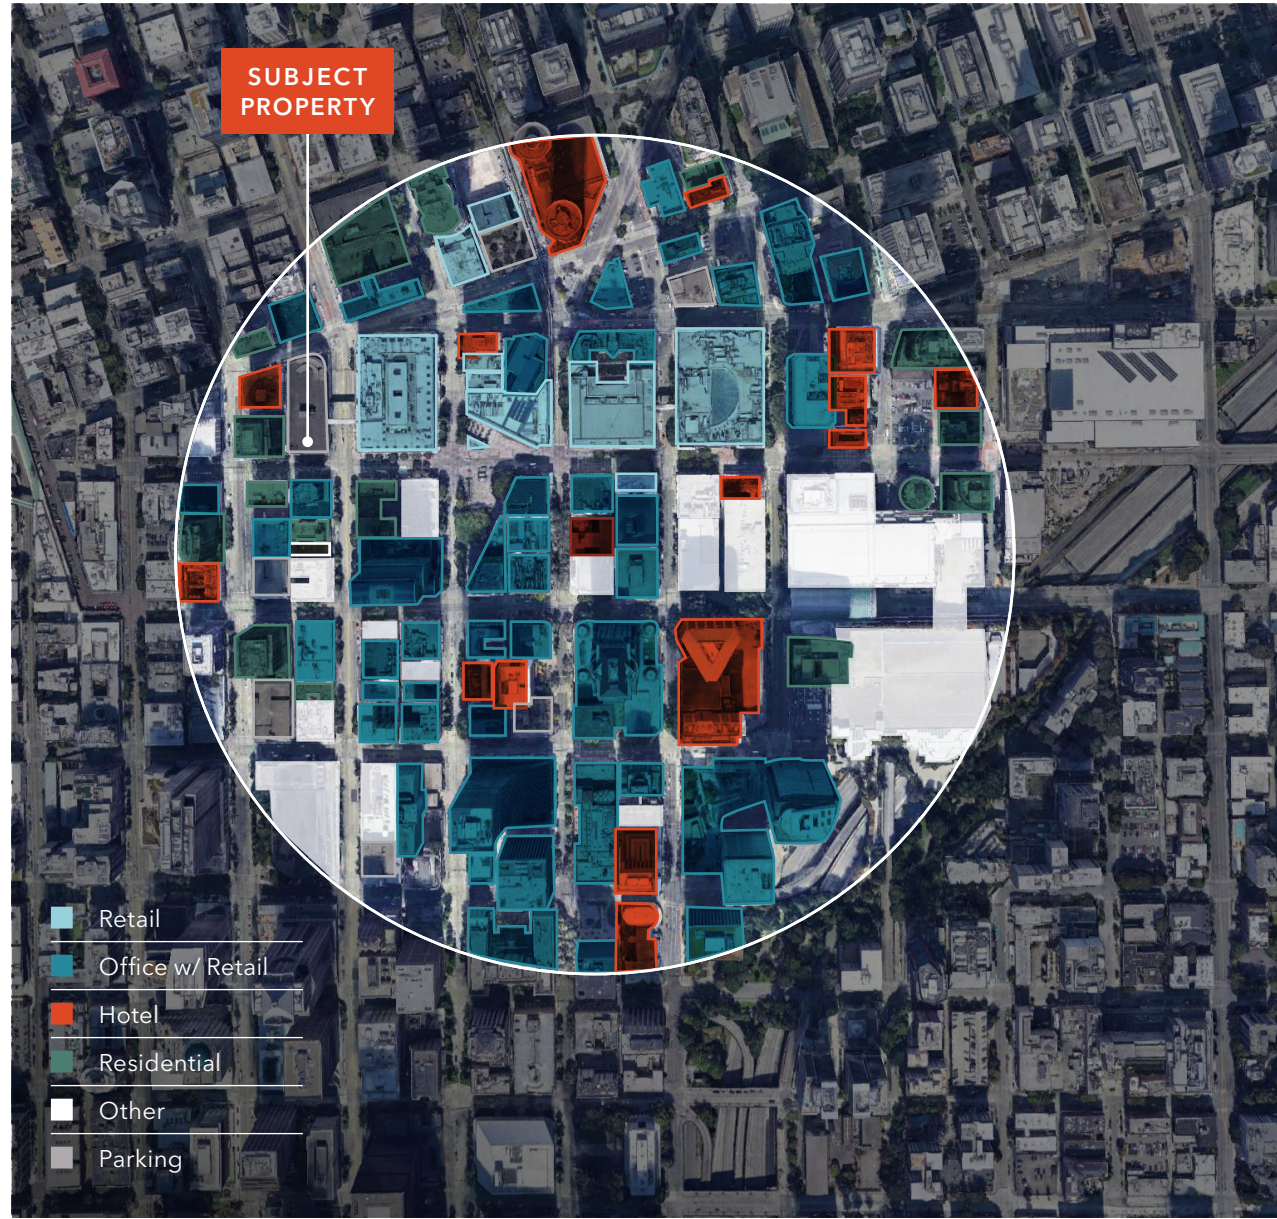 SUBJECT
PROPERTY
Retail
Office w/ Retail
Hotel
Residential
Other
Parking